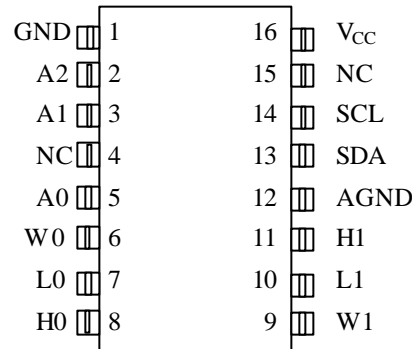 GND 1 16 VCC
A2 2 15 NC
A1 3 14 SCL
NC 4 13 SDA
A0 5 12 AGND
W0 6 11 H1
L0 7 10 L1
H0 8 9 W1